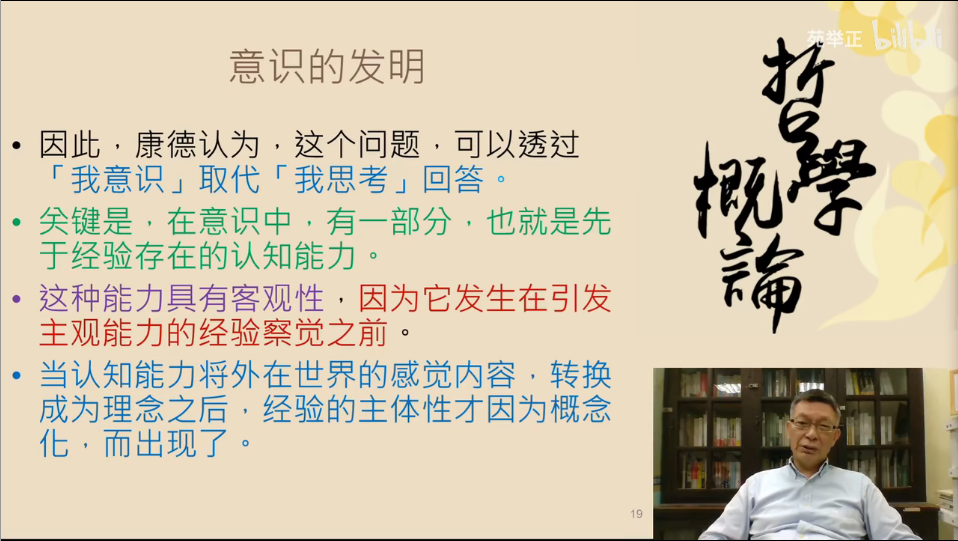 苑举正 bilibili
意识的发明
• 因此，康德认为，这个问题，可以透过
「我意识」取代「我思考」回答。
• 关键是，在意识中，有一部分，也就是先
于经验存在的认知能力。
• 这种能力具有客观性，因为它发生在引发
主观能力的经验察觉之前。
• 当认知能力将外在世界的感觉内容，转换
成为理念之后，经验的主体性才因为概念
化，而出现了。
哲學
概論
19